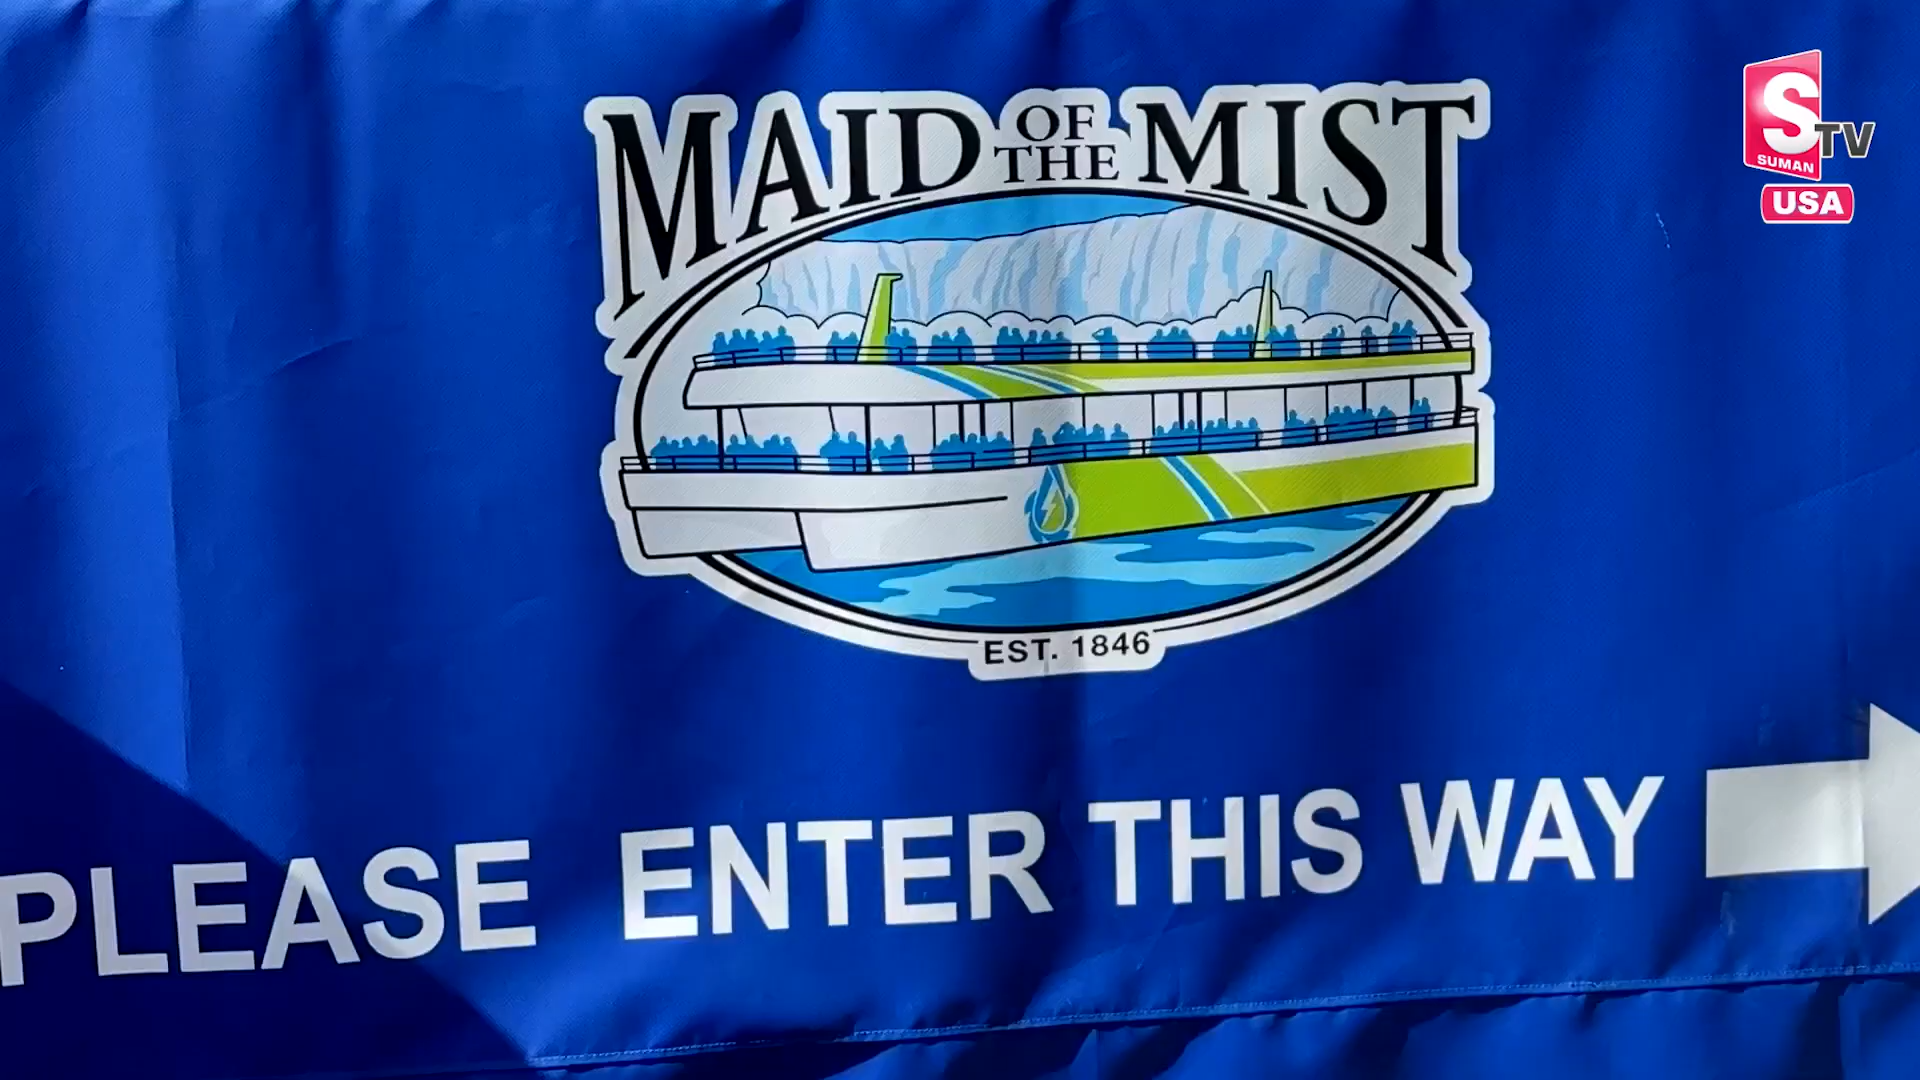 MAID OF THE MIST
EST. 1846
PLEASE ENTER THIS WAY
S TV
SUMAN
USA